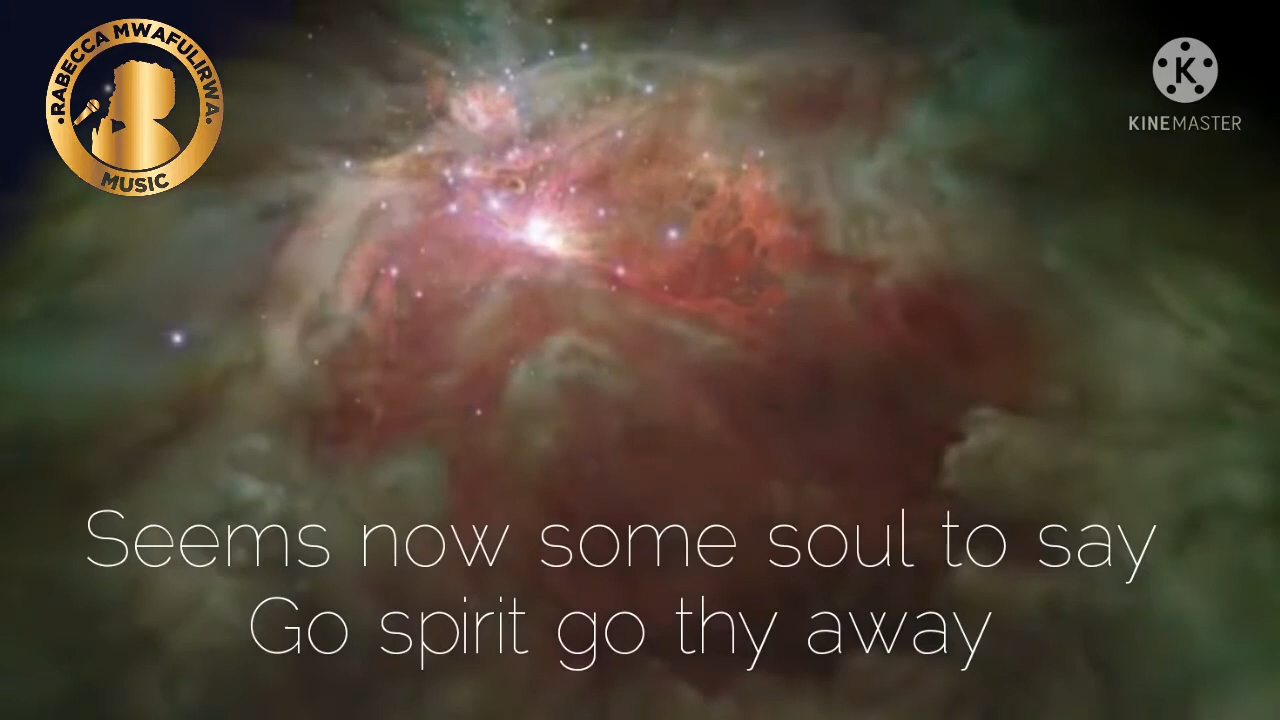 RABECCA MWAFULIRWA
MUSIC
K
KINEMASTER
Seems now some soul to say
Go spirit go thy away